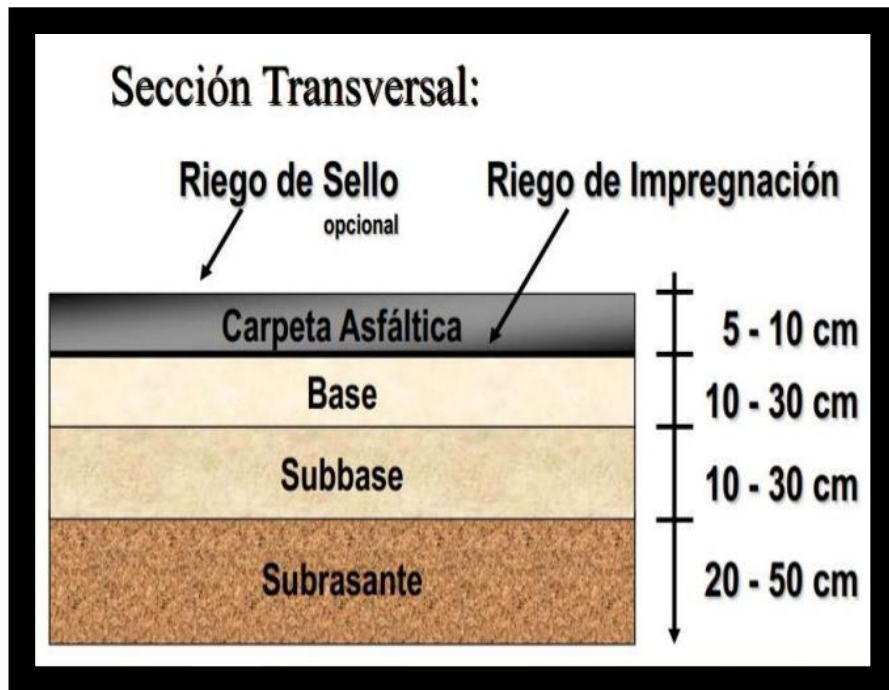 Sección Transversal:
Riego de Sello
opcional
Riego de Impregnación
Carpeta Asfáltica
5 - 10 cm
Base
10 - 30 cm
Subbase
10 - 30 cm
Subrasante
20 - 50 cm